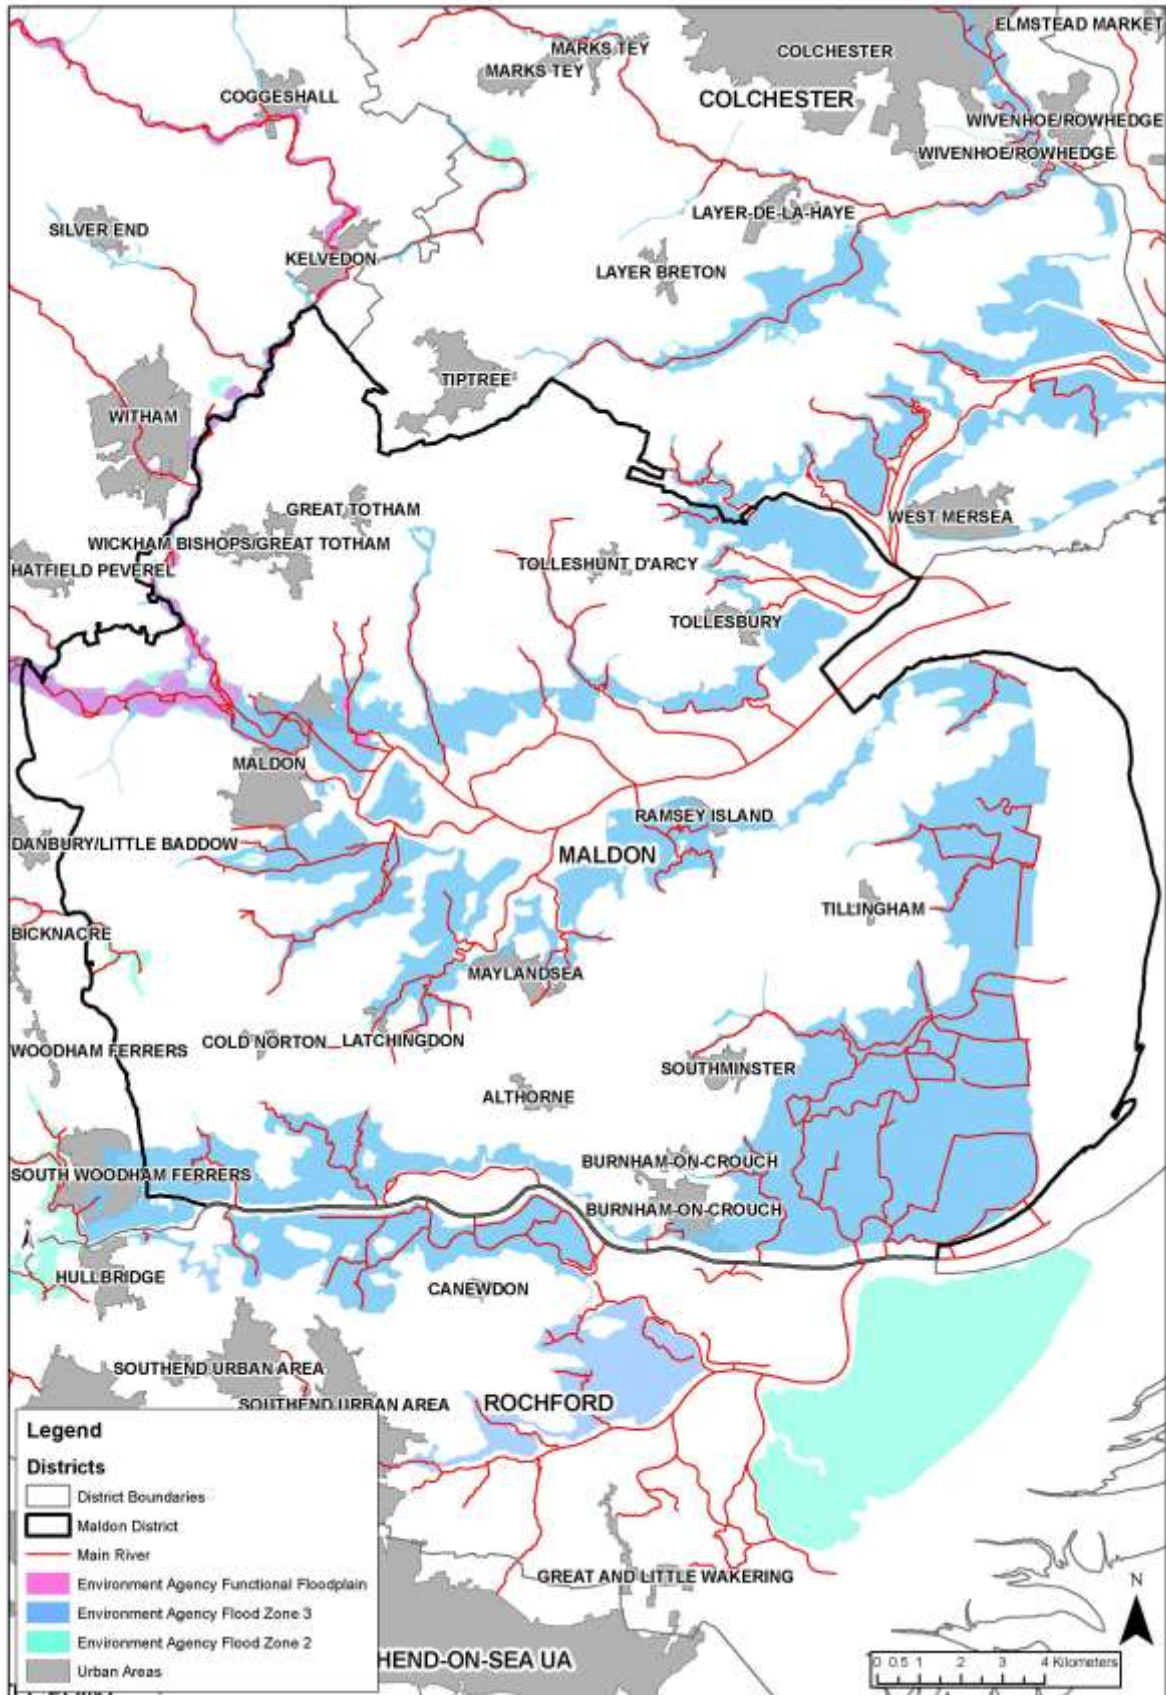 ELMSTEAD MARKET
MARKS TEY
COLCHESTER
MARKS TEY
COGGESHALL
COLCHESTER
WIVENHOE/ROWHEDGE
WIVENHOE/ROWHEDGE
LAYER-DE-LA-HAYE
SILVER END
KELVEDON
LAYER BRETON
TIPTREE
WITHAM
GREAT TOTHAM
WEST MERSEA
WICKHAM BISHOPS/GREAT TOTHAM
TOLLESHUNT D'ARCY
HATFIELD PEVEREL
TOLLESBURY
MALDON
RAMSEY ISLAND
DANBURY/LITTLE BADDOW
MALDON
TILLINGHAM
BICKNACRE
MAYLANDSEA
COLD NORTON
LATCHINGDON
WOODHAM FERRERS
SOUTHMINSTER
ALTHORNE
BURNHAM-ON-CROUCH
SOUTH WOODHAM FERRERS
BURNHAM-ON-CROUCH
N
HULLBRIDGE
CANEWDON
SOUTHEND URBAN AREA
SOUTHEND URBAN AREA
ROCHFORD
Legend
Districts
District Boundaries
Maldon District
Main River
Environment Agency Functional Floodplain
Environment Agency Flood Zone 3
Environment Agency Flood Zone 2
Urban Areas
GREAT AND LITTLE WAKERING
N
HEND-ON-SEA UA
0 0.5 1 2 3 4 Kilometers